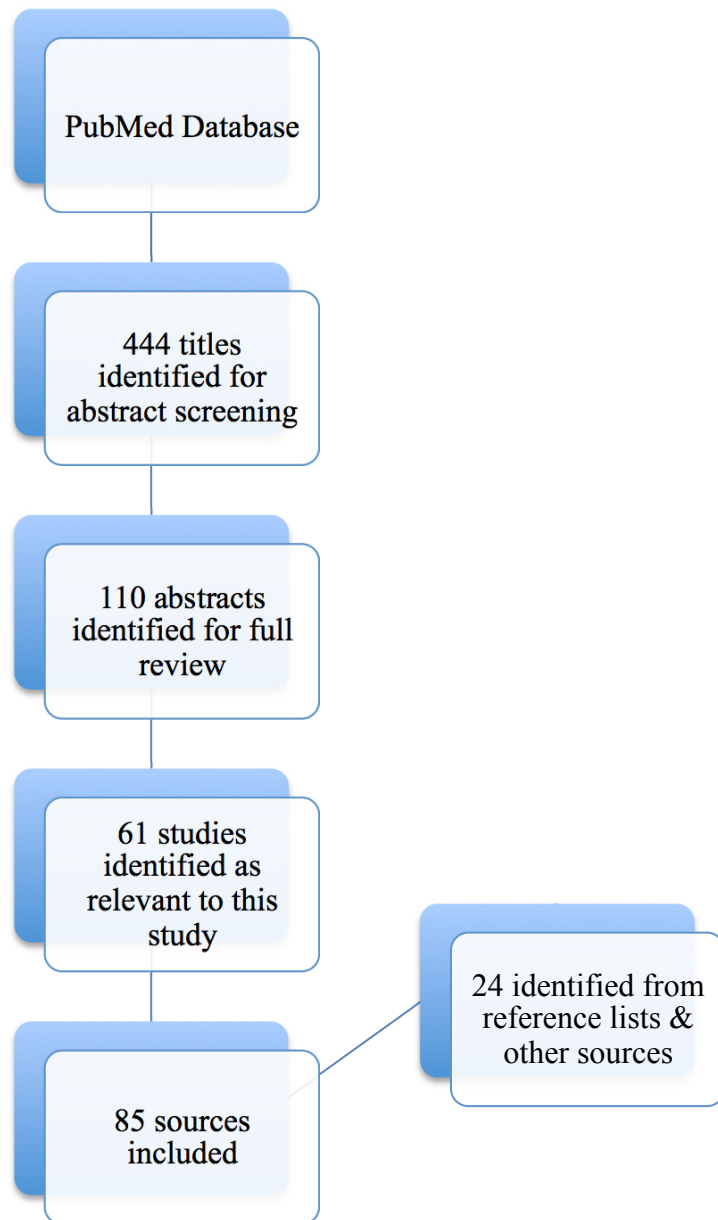 PubMed Database
444 titles
identified for
abstract screening
110 abstracts
identified for full
review
61 studies
identified as
relevant to this
study
24 identified from
reference lists &
other sources
85 sources
included